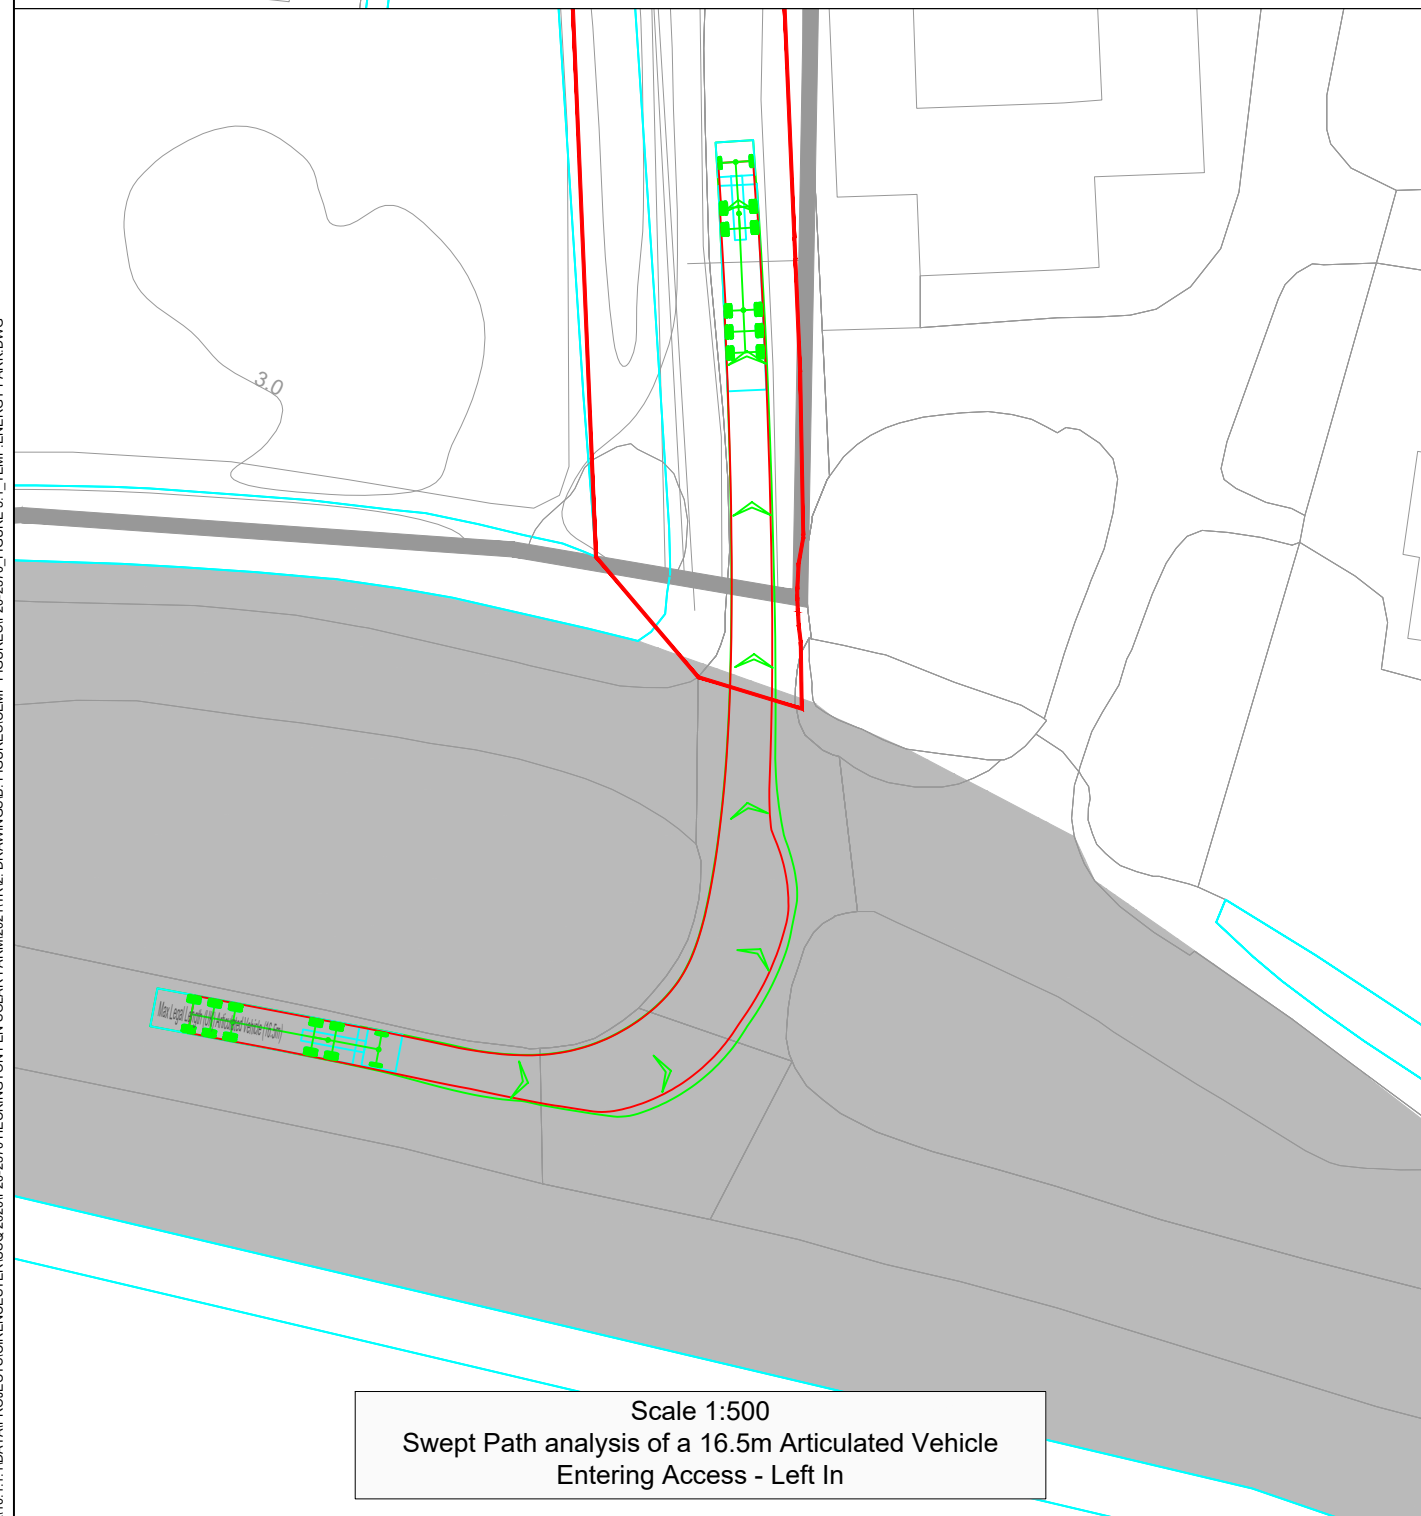 3.0
Max Legal Length (UK) Articulated Vehicle (16.5m)
Scale 1:500
Swept Path analysis of a 16.5m Articulated Vehicle
Entering Access - Left In